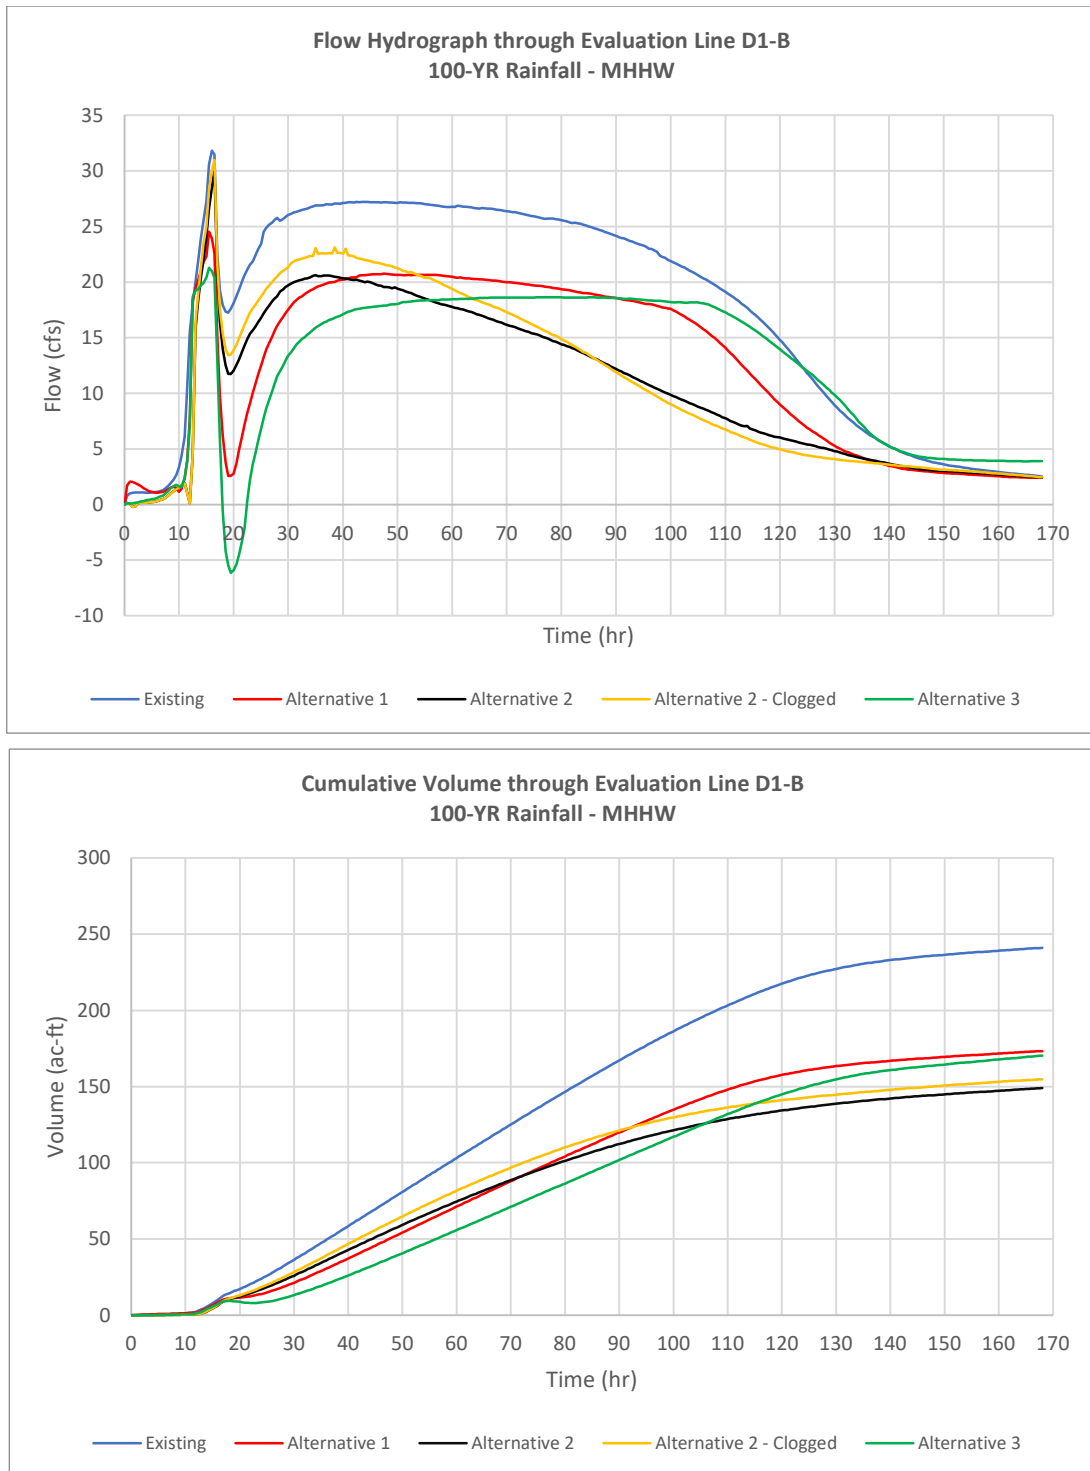 Flow Hydrograph through Evaluation Line D1-B
100-YR Rainfall - MHHW
35
30
25
20
15
10
5
0
-5
-10
Flow (cfs)
0 10 20 30 40 50 60 70 80 90 100 110 120 130 140 150 160 170
Time (hr)
Existing Alternative 1 Alternative 2 Alternative 2 - Clogged Alternative 3
Cumulative Volume through Evaluation Line D1-B
100-YR Rainfall - MHHW
300
250
200
150
100
50
0
Volume (ac-ft)
0 10 20 30 40 50 60 70 80 90 100 110 120 130 140 150 160 170
Time (hr)
Existing Alternative 1 Alternative 2 Alternative 2 - Clogged Alternative 3